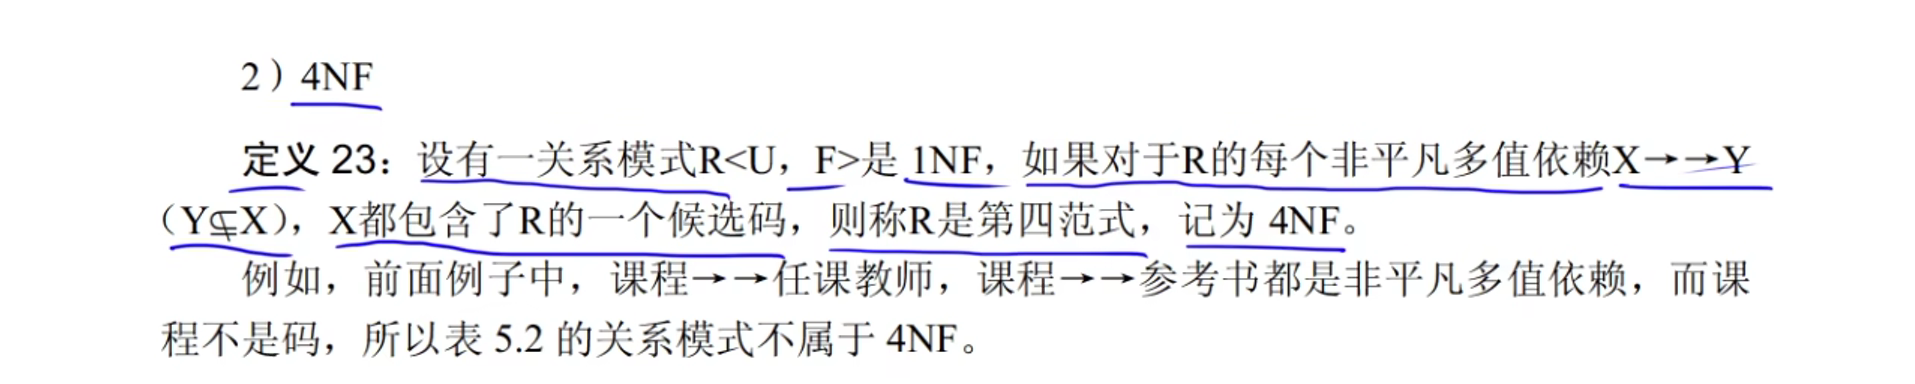 2）4NF
定义 23：设有一关系模式R<U，F>是 1NF，如果对于R的每个非平凡多值依赖X→→Y
（Y⊈X），X都包含了R的一个候选码，则称R是第四范式，记为 4NF。
例如，前面例子中，课程→→任课教师，课程→→参考书都是非平凡多值依赖，而课
程不是码，所以表 5.2 的关系模式不属于 4NF。